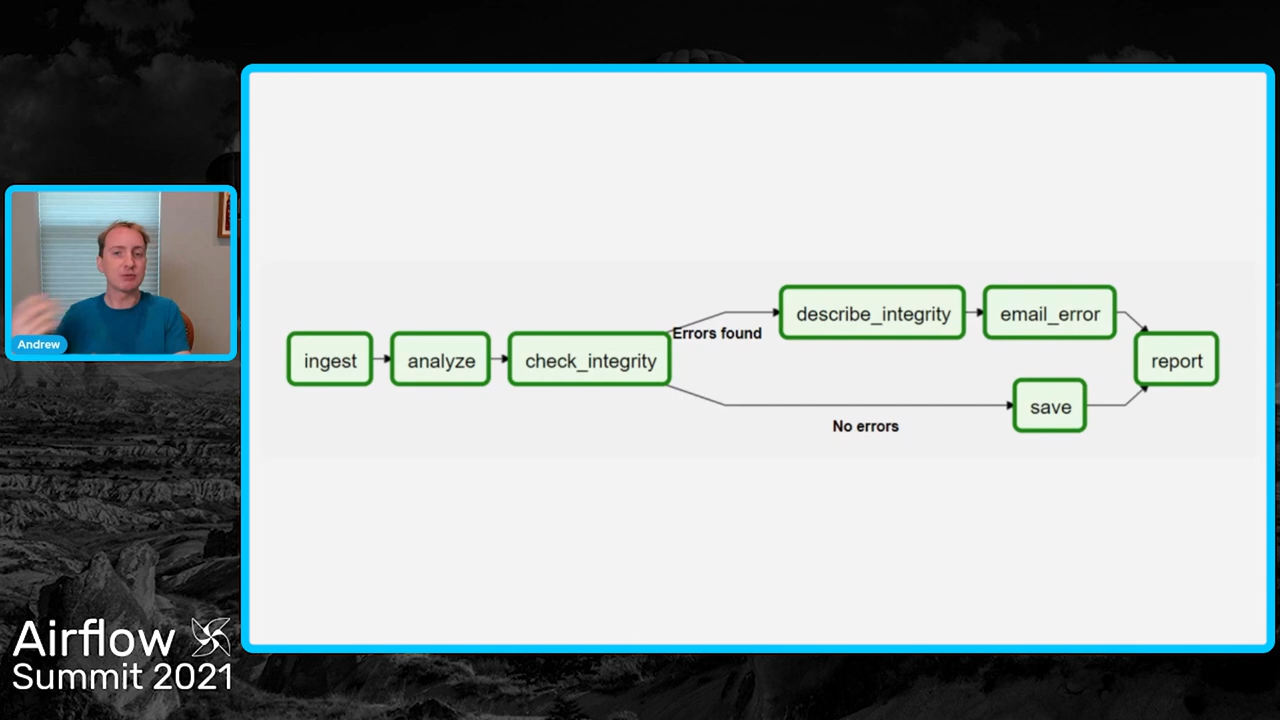 Andrew
Airflow
Summit 2021
ingest
analyze
check_integrity
Errors found
describe_integrity
email_error
No errors
save
report